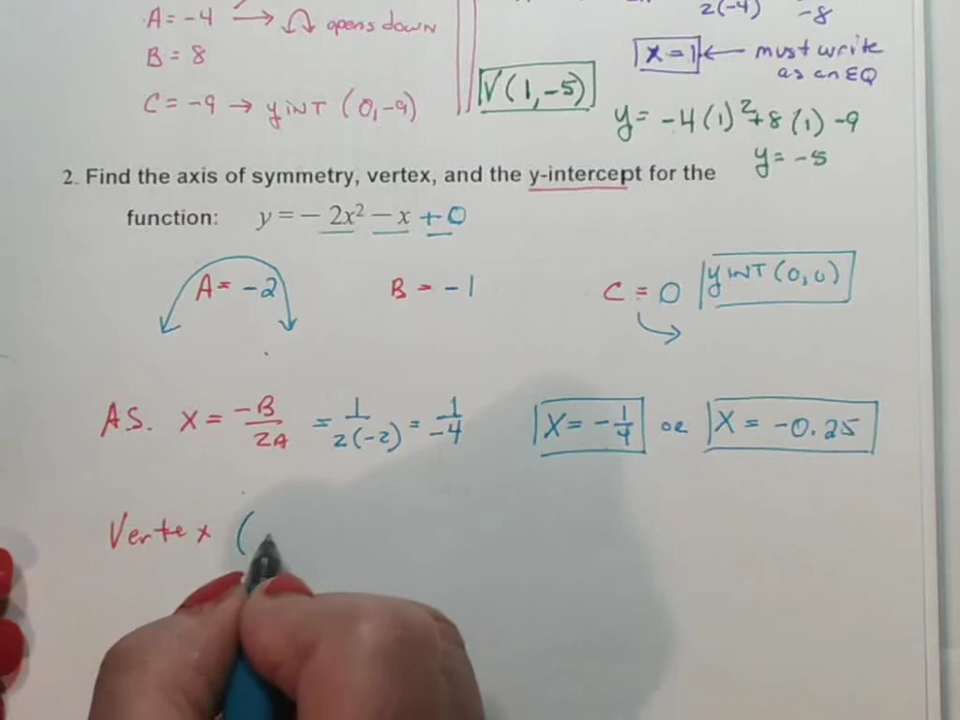 A = -4 → opens down
2(-4) -8
B = 8
x = 1 ← must write
as an EQ
C = -9 → y INT (0, -9)
V (1, -5)
y = -4(1)² + 8(1) - 9
y = -5
2. Find the axis of symmetry, vertex, and the y-intercept for the
function: y = - 2x² - x + 0
A = -2 B = -1 C = 0 y INT (0, 0)
A.S. x = -B/2A = 1/2(-2) = 1/-4 X = -1/4 or X = -0.25
Vertex (